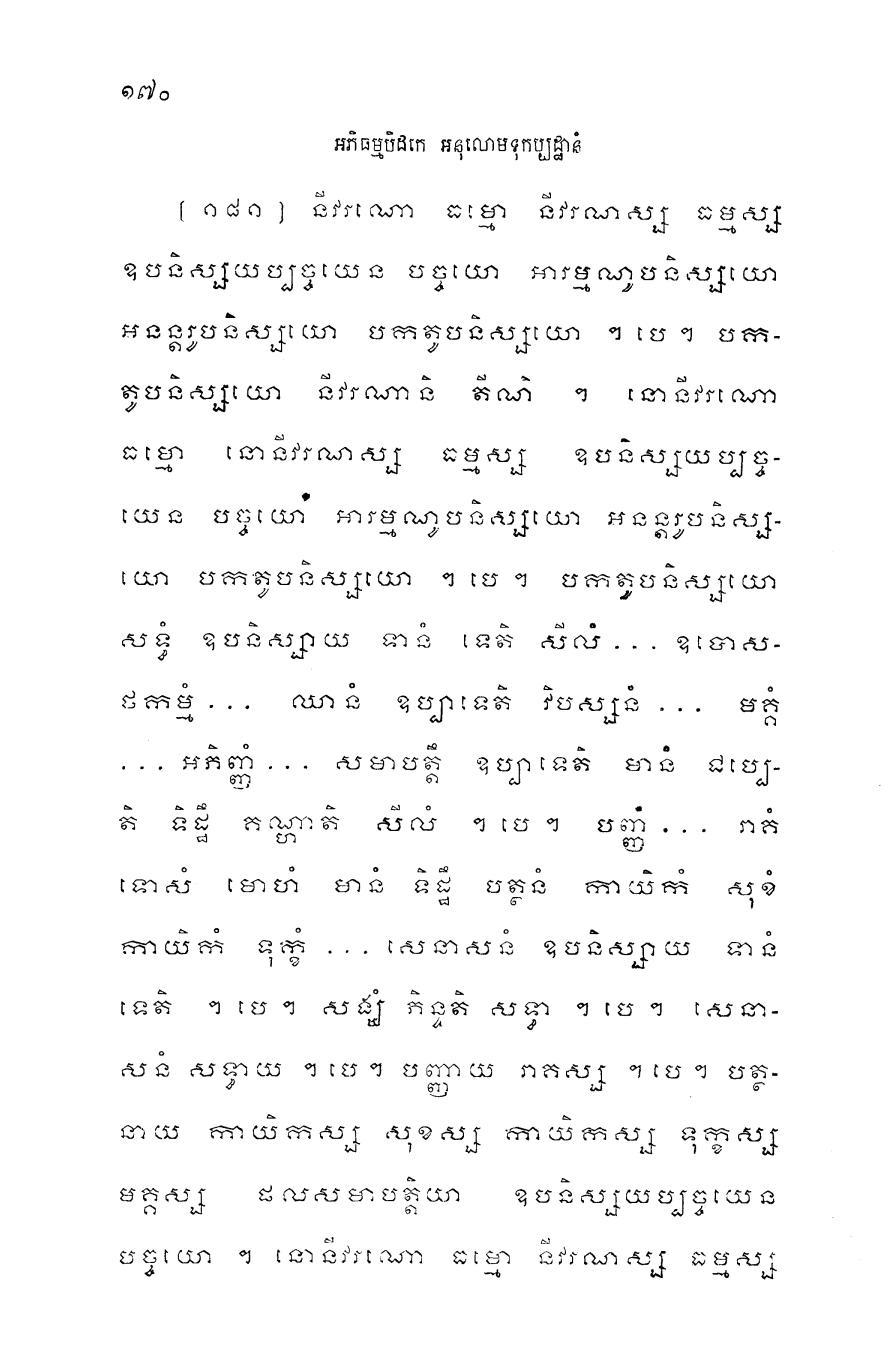 ១៧០
អភិធម្មបិដកេ អនុលោមទុកប្បដ្ឋានំ
[ ១៨១ ] នីវរណោ ធម្មោ នីវរណស្ស ធម្មស្ស
ឧបនិស្សយប្បច្ចយេន បច្ចយោ អារម្មណូបនិស្សយោ
អនន្តរូបនិស្សយោ បកតូបនិស្សយោ ។ បេ ។ បក-
តូបនិស្សយោ នីវរណានិ តីណិ ។ នោនីវរណោ
ធម្មោ នោនីវរណស្ស ធម្មស្ស ឧបនិស្សយប្បច្ច-
យេន បច្ចយោ អារម្មណូបនិស្សយោ អនន្តរូបនិស្ស-
យោ បកតូបនិស្សយោ ។ បេ ។ បកតូបនិស្សយោ
សទ្ធំ ឧបនិស្សាយ ទានំ ទេតិ សីលំ ... ឧបោស-
ថកម្មំ ... ឈានំ ឧប្បាទេតិ វិបស្សនំ ... មគ្គំ
... អភិញ្ញំ ... សមាបត្តឹ ឧប្បាទេតិ មានំ ជប្បេ-
តិ ទិដ្ឋឹ គណ្ហាតិ សីលំ ។ បេ ។ បញ្ញំ ... រាគំ
ទោសំ មោហំ មានំ ទិដ្ឋឹ បត្ថនំ កាយិកំ សុខំ
កាយិកំ ទុក្ខំ ... សេនាសនំ ឧបនិស្សាយ ទានំ
ទេតិ ។ បេ ។ សង្ឃំ ភិន្ទតិ សទ្ធា ។ បេ ។ សេនា-
សនំ សទ្ធាយ ។ បេ ។ បញ្ញាយ រាគស្ស ។ បេ ។ បត្ថ-
នាយ កាយិកស្ស សុខស្ស កាយិកស្ស ទុក្ខស្ស
មគ្គស្ស ផលសមាបត្តិយា ឧបនិស្សយប្បច្ចយេន
បច្ចយោ ។ នោនីវរណោ ធម្មោ នីវរណស្ស ធម្មស្ស